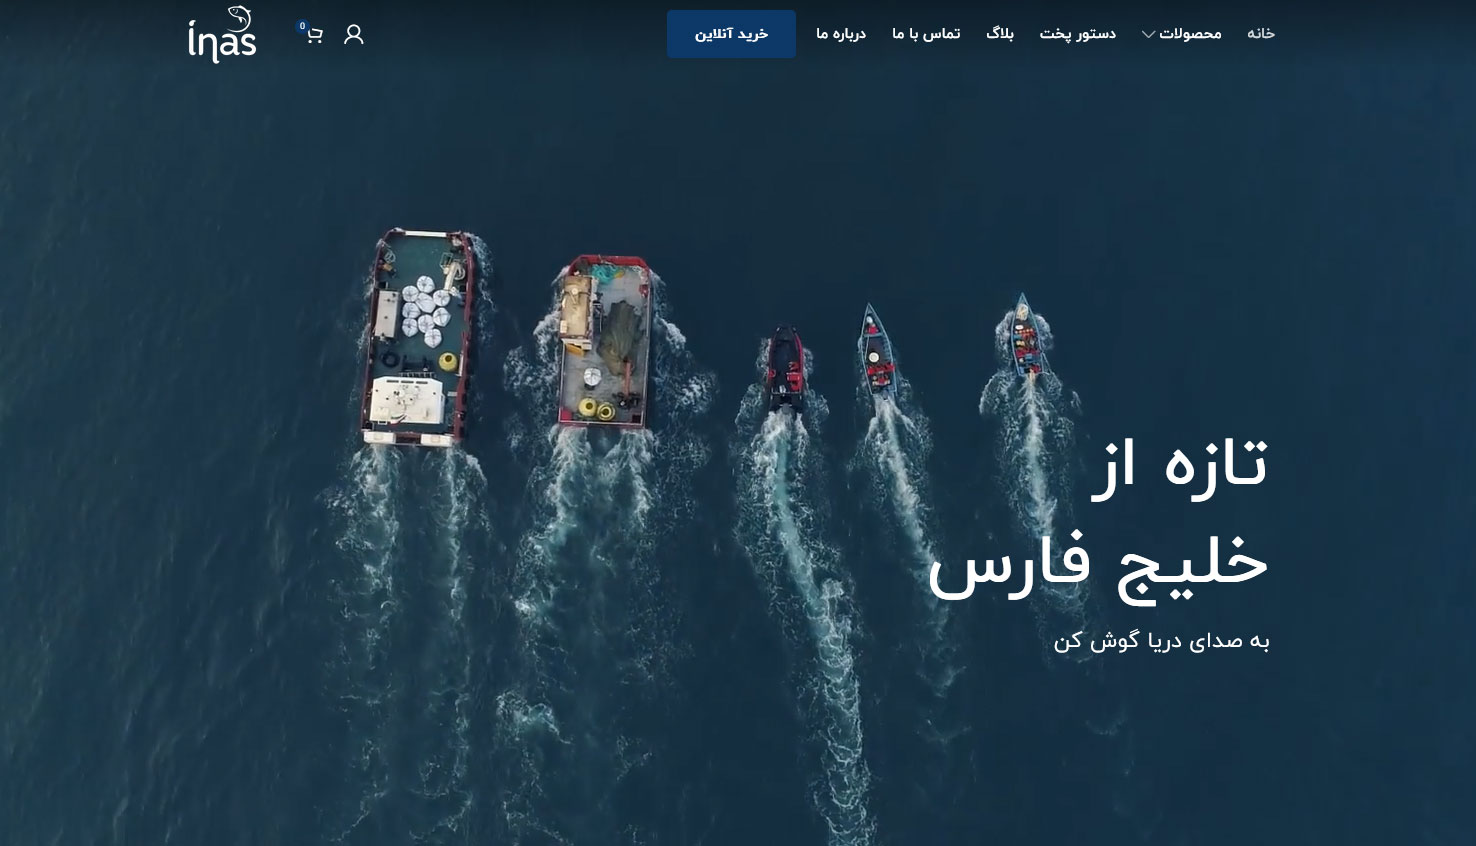 خانه
محصولات
دستور پخت
بلاگ
تماس با ما
درباره ما
خرید آنلاین
0
inas
تازه از
خلیج فارس
به صدای دریا گوش کن